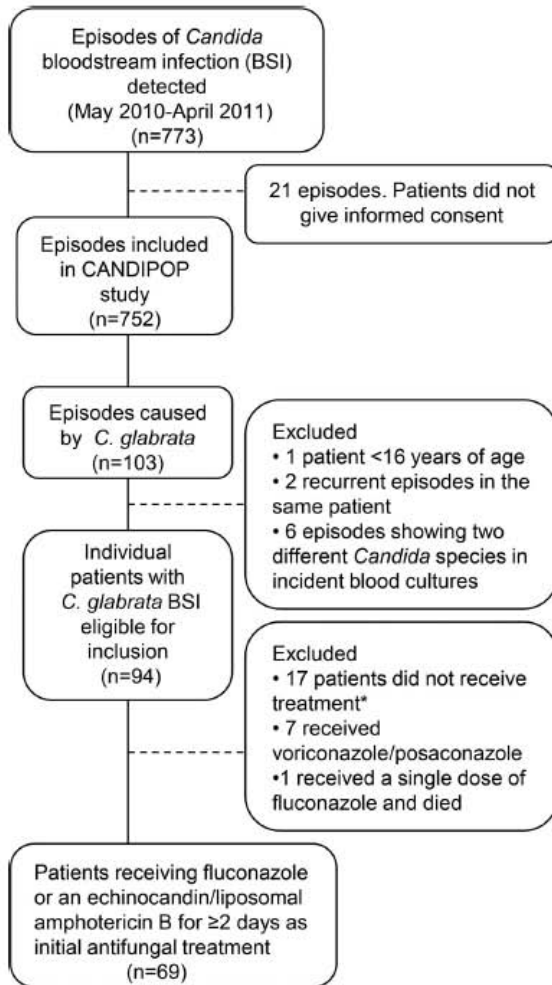 Episodes of Candida
bloodstream infection (BSI)
detected
(May 2010-April 2011)
(n=773)
21 episodes. Patients did not
give informed consent
Episodes included
in CANDIPOP
study
(n=752)
Episodes caused
by C. glabrata
(n=103)
Excluded
• 1 patient <16 years of age
• 2 recurrent episodes in the
same patient
• 6 episodes showing two
different Candida species in
incident blood cultures
Individual
patients with
C. glabrata BSI
eligible for
inclusion
(n=94)
Excluded
• 17 patients did not receive
treatment*
• 7 received
voriconazole/posaconazole
•1 received a single dose of
fluconazole and died
Patients receiving fluconazole
or an echinocandin/liposomal
amphotericin B for ≥2 days as
initial antifungal treatment
(n=69)